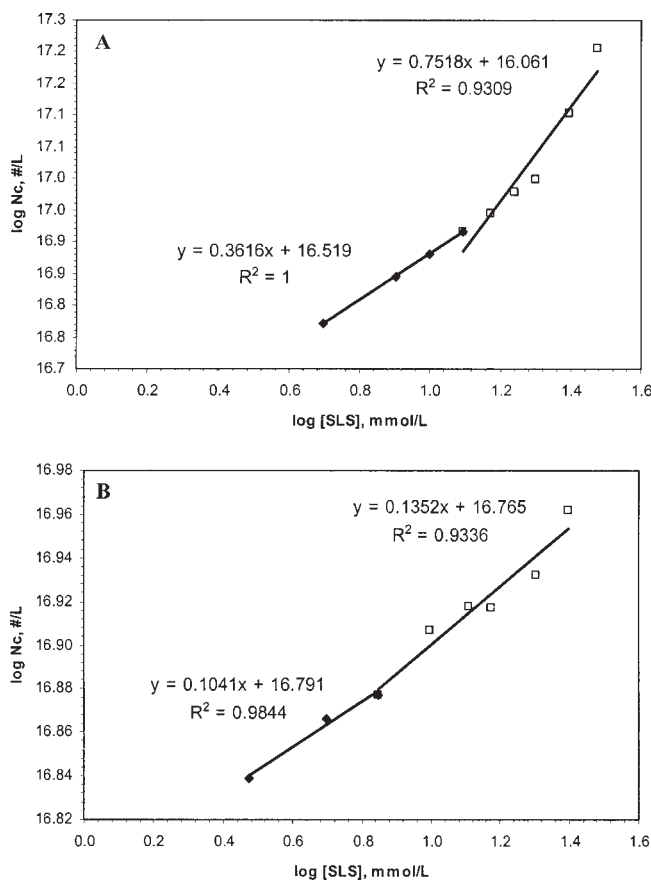 A
17.3
17.2
17.2
17.1
17.1
17.0
17.0
16.9
16.9
16.8
16.8
16.7
log Nc, #/L
y = 0.7518x + 16.061
R² = 0.9309
y = 0.3616x + 16.519
R² = 1
0.0 0.2 0.4 0.6 0.8 1.0 1.2 1.4 1.6
log [SLS], mmol/L
B
16.98
16.96
16.94
16.92
16.90
16.88
16.86
16.84
16.82
log Nc, #/L
y = 0.1352x + 16.765
R² = 0.9336
y = 0.1041x + 16.791
R² = 0.9844
0.0 0.2 0.4 0.6 0.8 1.0 1.2 1.4 1.6
log [SLS], mmol/L